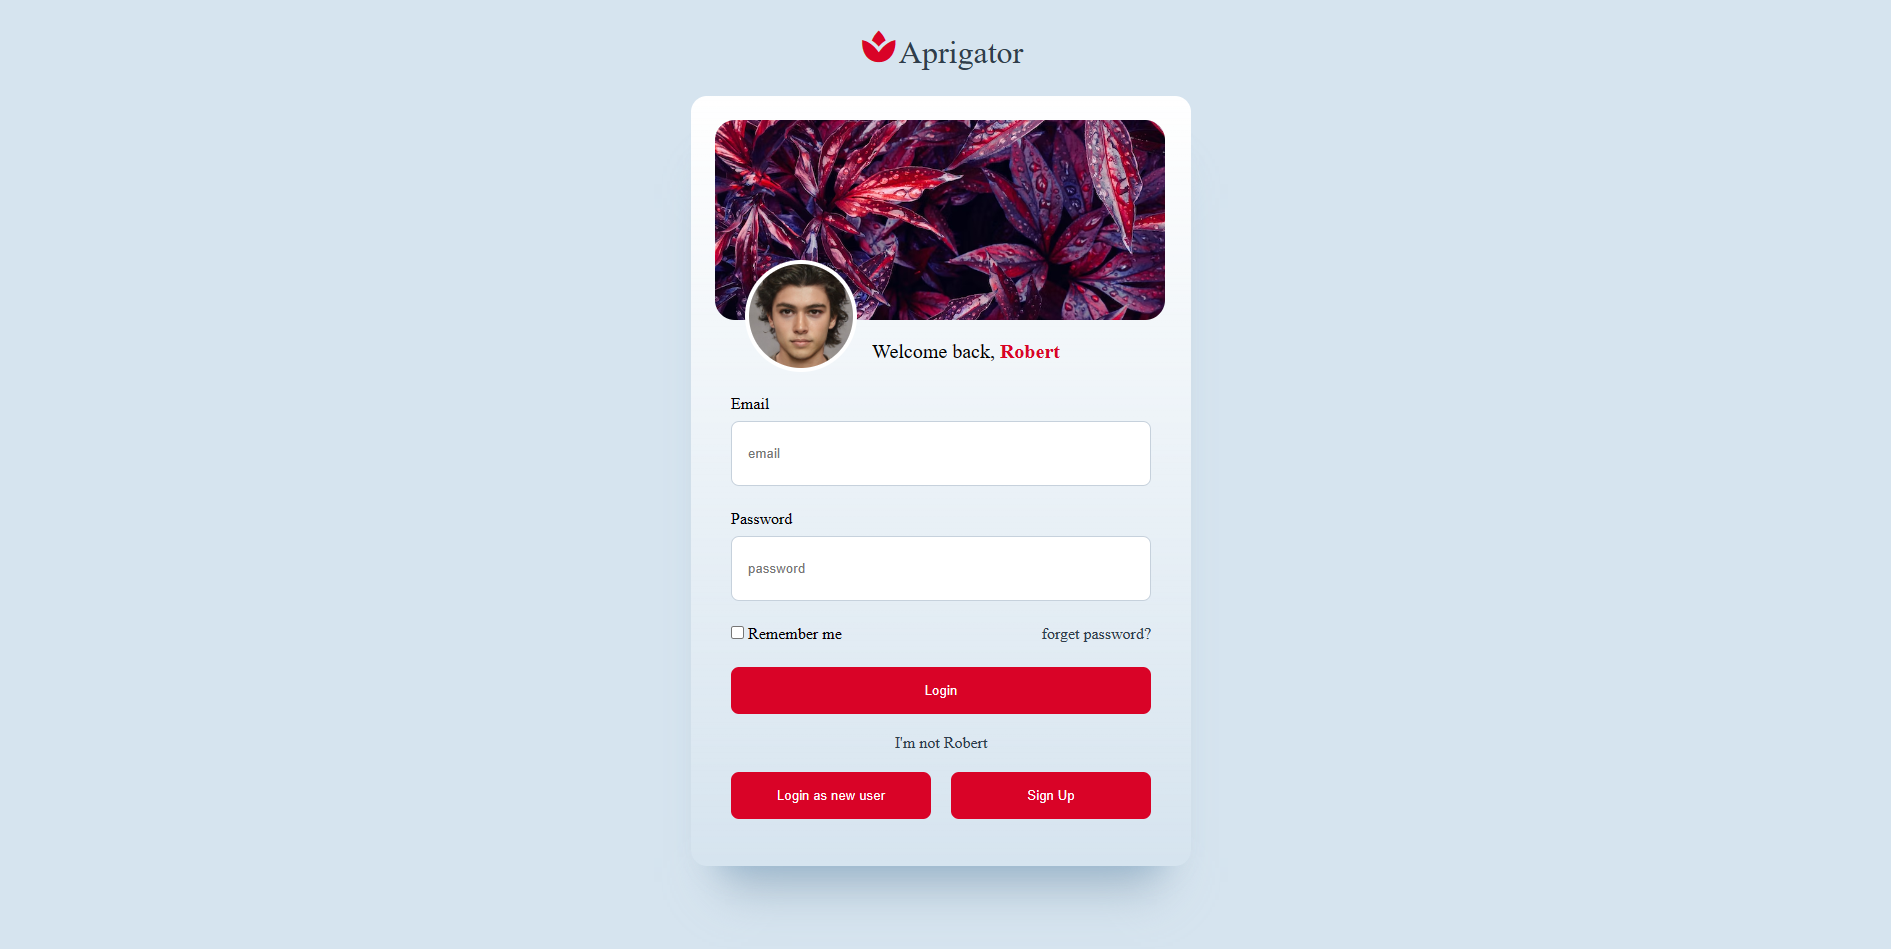 Aprigator
Welcome back, Robert
Email
email
Password
password
Remember me
forget password?
Login
I'm not Robert
Login as new user
Sign Up